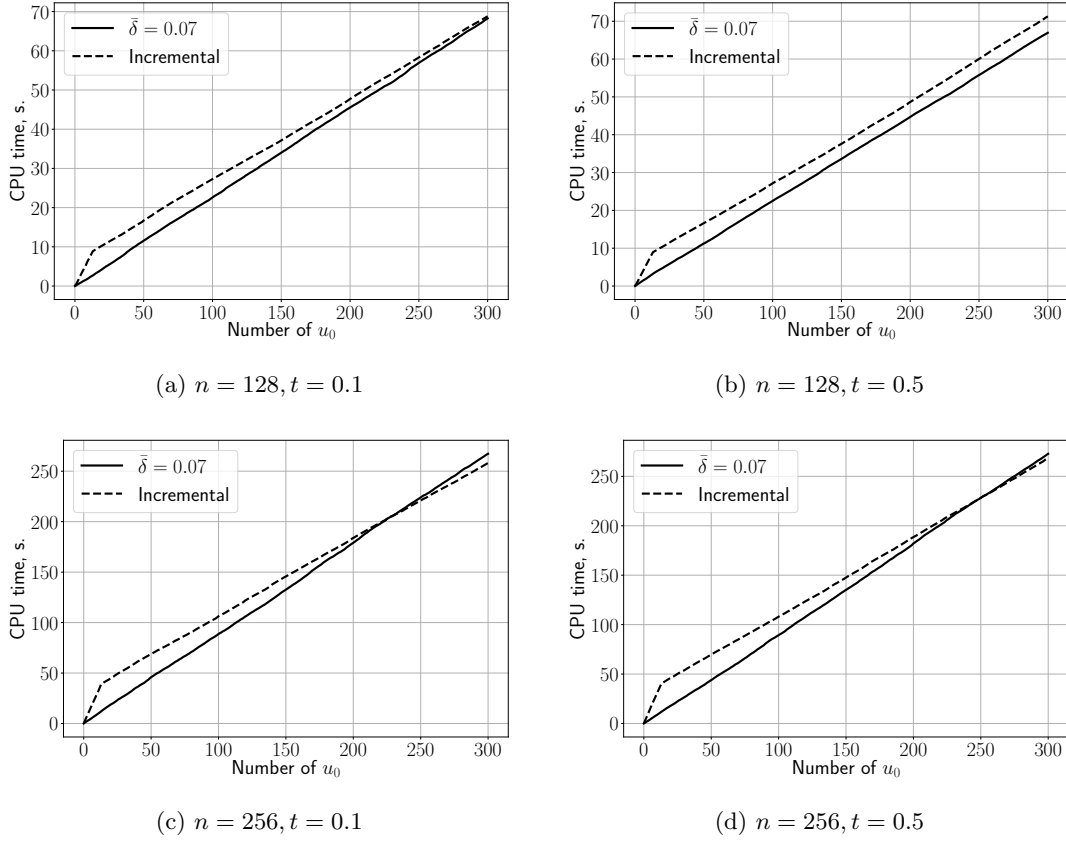 70
60
50
40
30
20
10
0
CPU time, s.
δ̄ = 0.07
Incremental
0 50 100 150 200 250 300
Number of u₀
(a) n = 128, t = 0.1
70
60
50
40
30
20
10
0
CPU time, s.
δ̄ = 0.07
Incremental
0 50 100 150 200 250 300
Number of u₀
(b) n = 128, t = 0.5
250
200
150
100
50
0
CPU time, s.
δ̄ = 0.07
Incremental
0 50 100 150 200 250 300
Number of u₀
(c) n = 256, t = 0.1
250
200
150
100
50
0
CPU time, s.
δ̄ = 0.07
Incremental
0 50 100 150 200 250 300
Number of u₀
(d) n = 256, t = 0.5